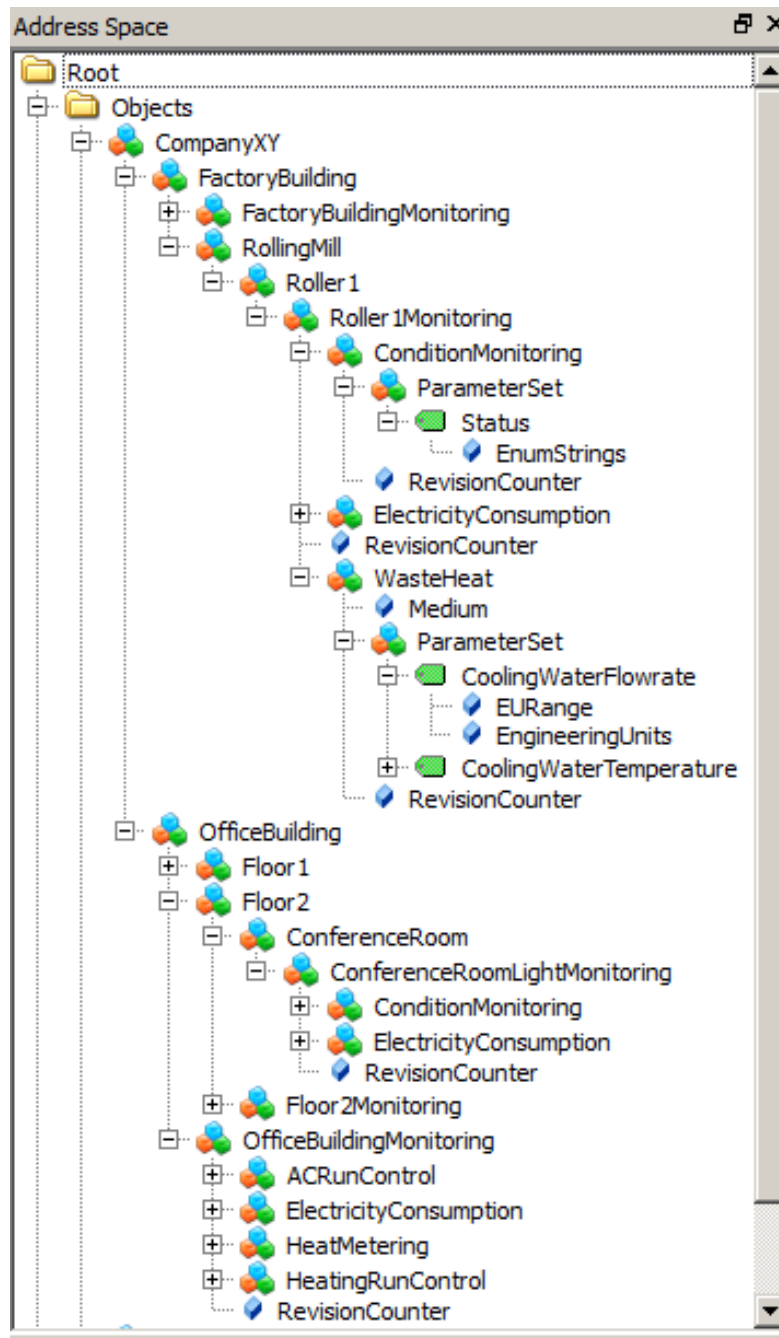 Address Space
Root
Objects
CompanyXY
FactoryBuilding
FactoryBuildingMonitoring
RollingMill
Roller1
Roller1Monitoring
ConditionMonitoring
ParameterSet
Status
EnumStrings
RevisionCounter
ElectricityConsumption
RevisionCounter
WasteHeat
Medium
ParameterSet
CoolingWaterFlowrate
EURange
EngineeringUnits
CoolingWaterTemperature
RevisionCounter
OfficeBuilding
Floor1
Floor2
ConferenceRoom
ConferenceRoomLightMonitoring
ConditionMonitoring
ElectricityConsumption
RevisionCounter
Floor2Monitoring
OfficeBuildingMonitoring
ACRunControl
ElectricityConsumption
HeatMetering
HeatingRunControl
RevisionCounter